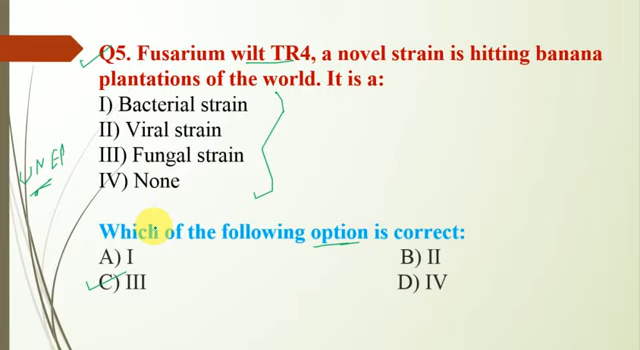 Q5. Fusarium wilt TR4, a novel strain is hitting banana
plantations of the world. It is a:
I) Bacterial strain
II) Viral strain
III) Fungal strain
IV) None
UNEP
Which of the following option is correct:
A) I
B) II
C) III
D) IV